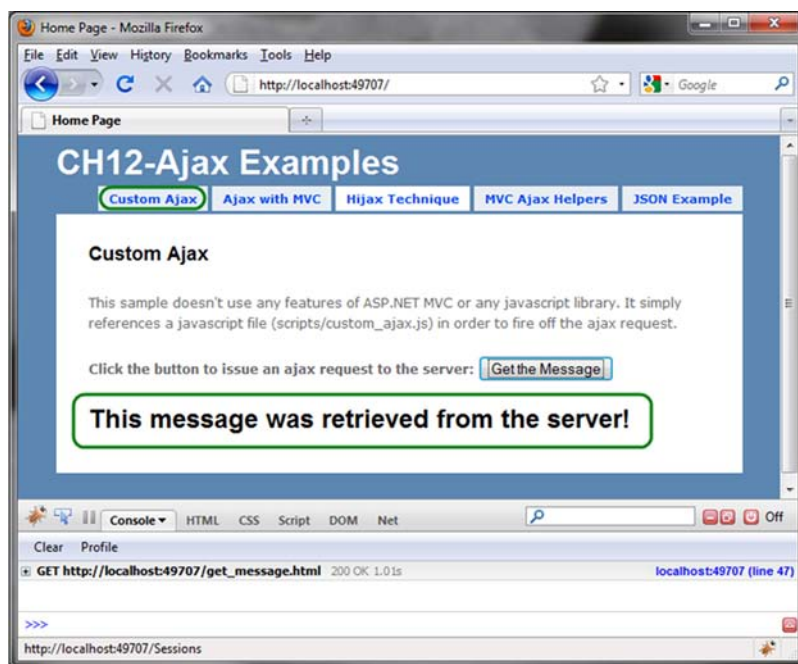 Home Page - Mozilla Firefox
File Edit View History Bookmarks Tools Help
http://localhost:49707/
Google
Home Page
CH12-Ajax Examples
Custom Ajax Ajax with MVC Hijax Technique MVC Ajax Helpers JSON Example
Custom Ajax
This sample doesn't use any features of ASP.NET MVC or any javascript library. It simply
references a javascript file (scripts/custom_ajax.js) in order to fire off the ajax request.
Click the button to issue an ajax request to the server: Get the Message
This message was retrieved from the server!
Console HTML CSS Script DOM Net Off
Clear Profile
GET http://localhost:49707/get_message.html 200 OK 1.01s localhost:49707 (line 47)
>>>
http://localhost:49707/Sessions